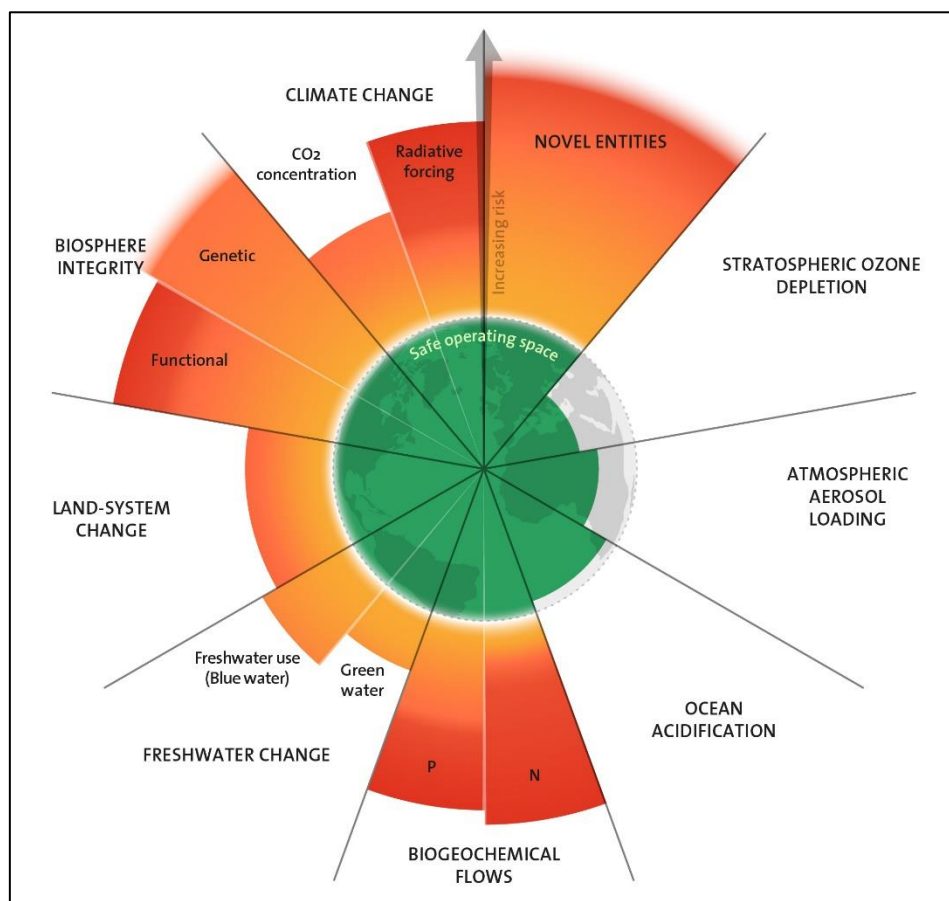 CLIMATE CHANGE
CO2
concentration
Radiative
forcing
NOVEL ENTITIES
Increasing risk
STRATOSPHERIC OZONE
DEPLETION
BIOSPHERE
INTEGRITY
Genetic
Functional
Safe operating space
ATMOSPHERIC
AEROSOL
LOADING
LAND-SYSTEM
CHANGE
Freshwater use
(Blue water)
Green
water
FRESHWATER CHANGE
P
N
OCEAN
ACIDIFICATION
BIOGEOCHEMICAL
FLOWS